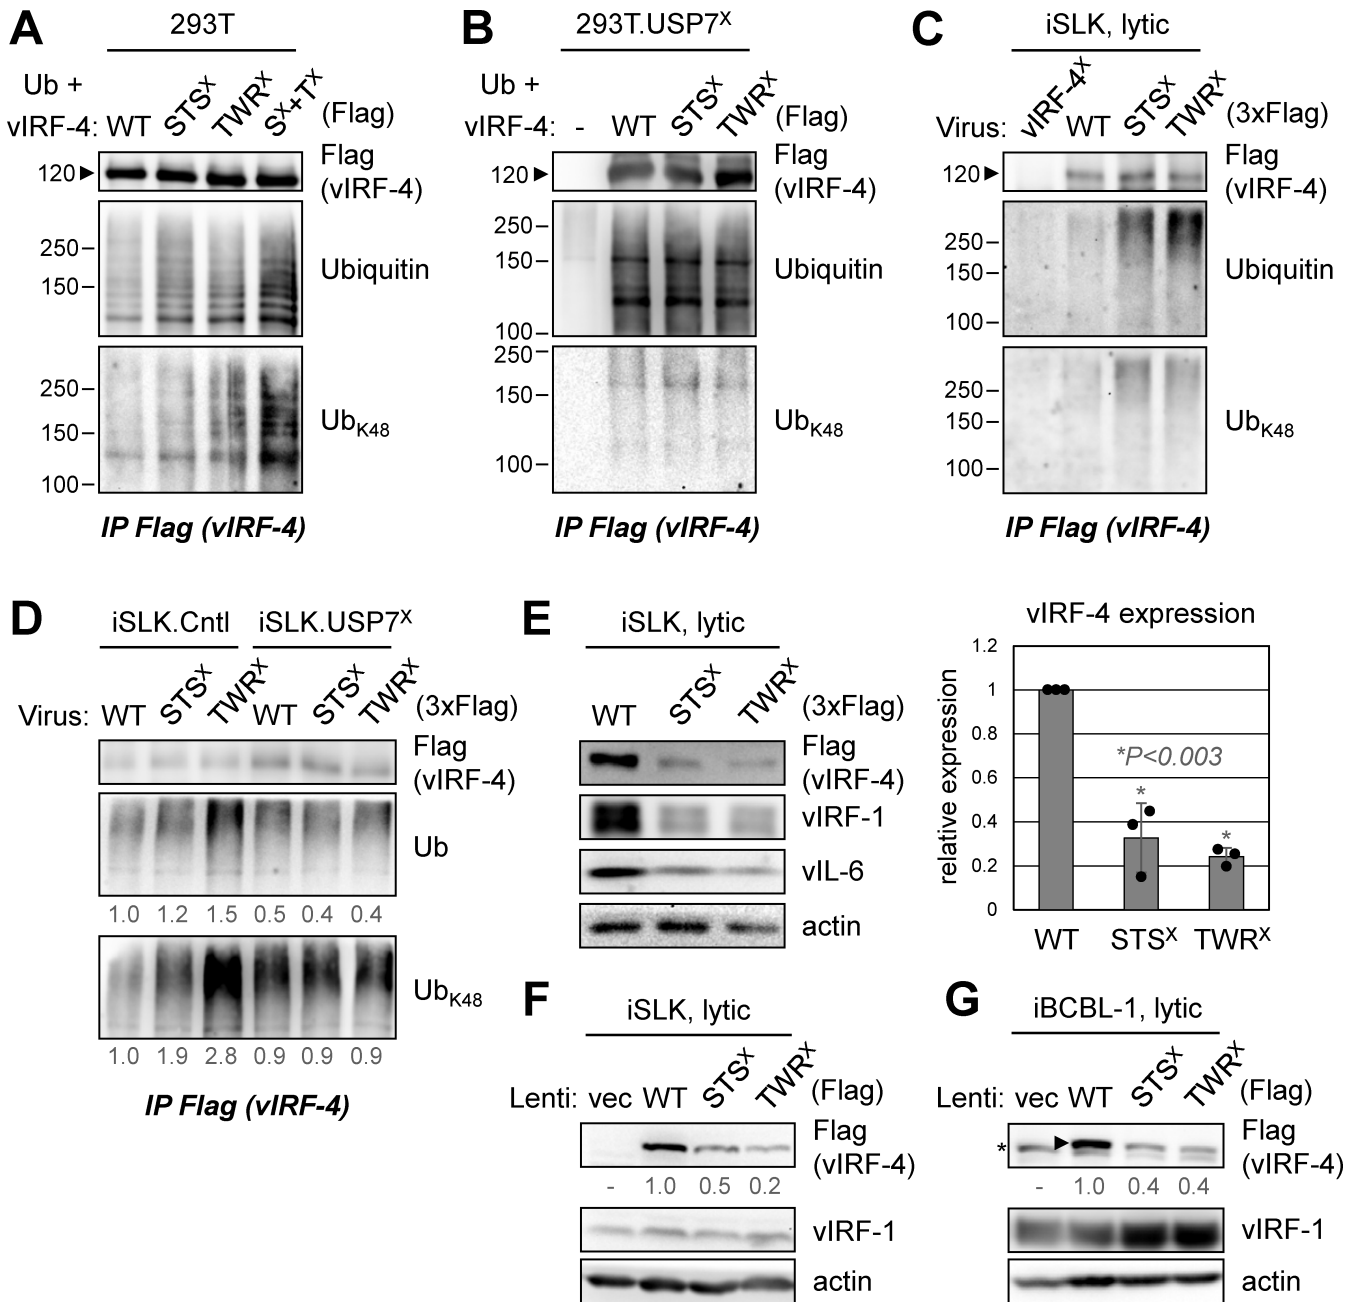 A
293T
Ub +
vIRF-4: WT STSX TWRX SX+TX (Flag)
120 Flag (vIRF-4)
250 Ubiquitin
150
250 UbK48
150
100
IP Flag (vIRF-4)
B
293T.USP7X
Ub +
vIRF-4: - WT STSX TWRX (Flag)
120 Flag (vIRF-4)
250
150 Ubiquitin
100
250
150 UbK48
100
IP Flag (vIRF-4)
C
iSLK, lytic
Virus: vIRF-4X WT STSX TWRX (3xFlag)
120 Flag (vIRF-4)
250
150 Ubiquitin
100
250
150 UbK48
100
IP Flag (vIRF-4)
D
iSLK.Cntl iSLK.USP7X
Virus: WT STSX TWRX WT STSX TWRX (3xFlag)
Flag (vIRF-4)
Ub
1.0 1.2 1.5 0.5 0.4 0.4
UbK48
1.0 1.9 2.8 0.9 0.9 0.9
IP Flag (vIRF-4)
E
iSLK, lytic
WT STSX TWRX (3xFlag)
Flag (vIRF-4)
vIRF-1
vIL-6
actin
vIRF-4 expression
relative expression
1.2
1
0.8
0.6
0.4
0.2
0
*P<0.003
* *
WT STSX TWRX
F
iSLK, lytic
Lenti: vec WT STSX TWRX (Flag)
Flag (vIRF-4)
- 1.0 0.5 0.2
vIRF-1
actin
G
iBCBL-1, lytic
Lenti: vec WT STSX TWRX (Flag)
* Flag (vIRF-4)
- 1.0 0.4 0.4
vIRF-1
actin